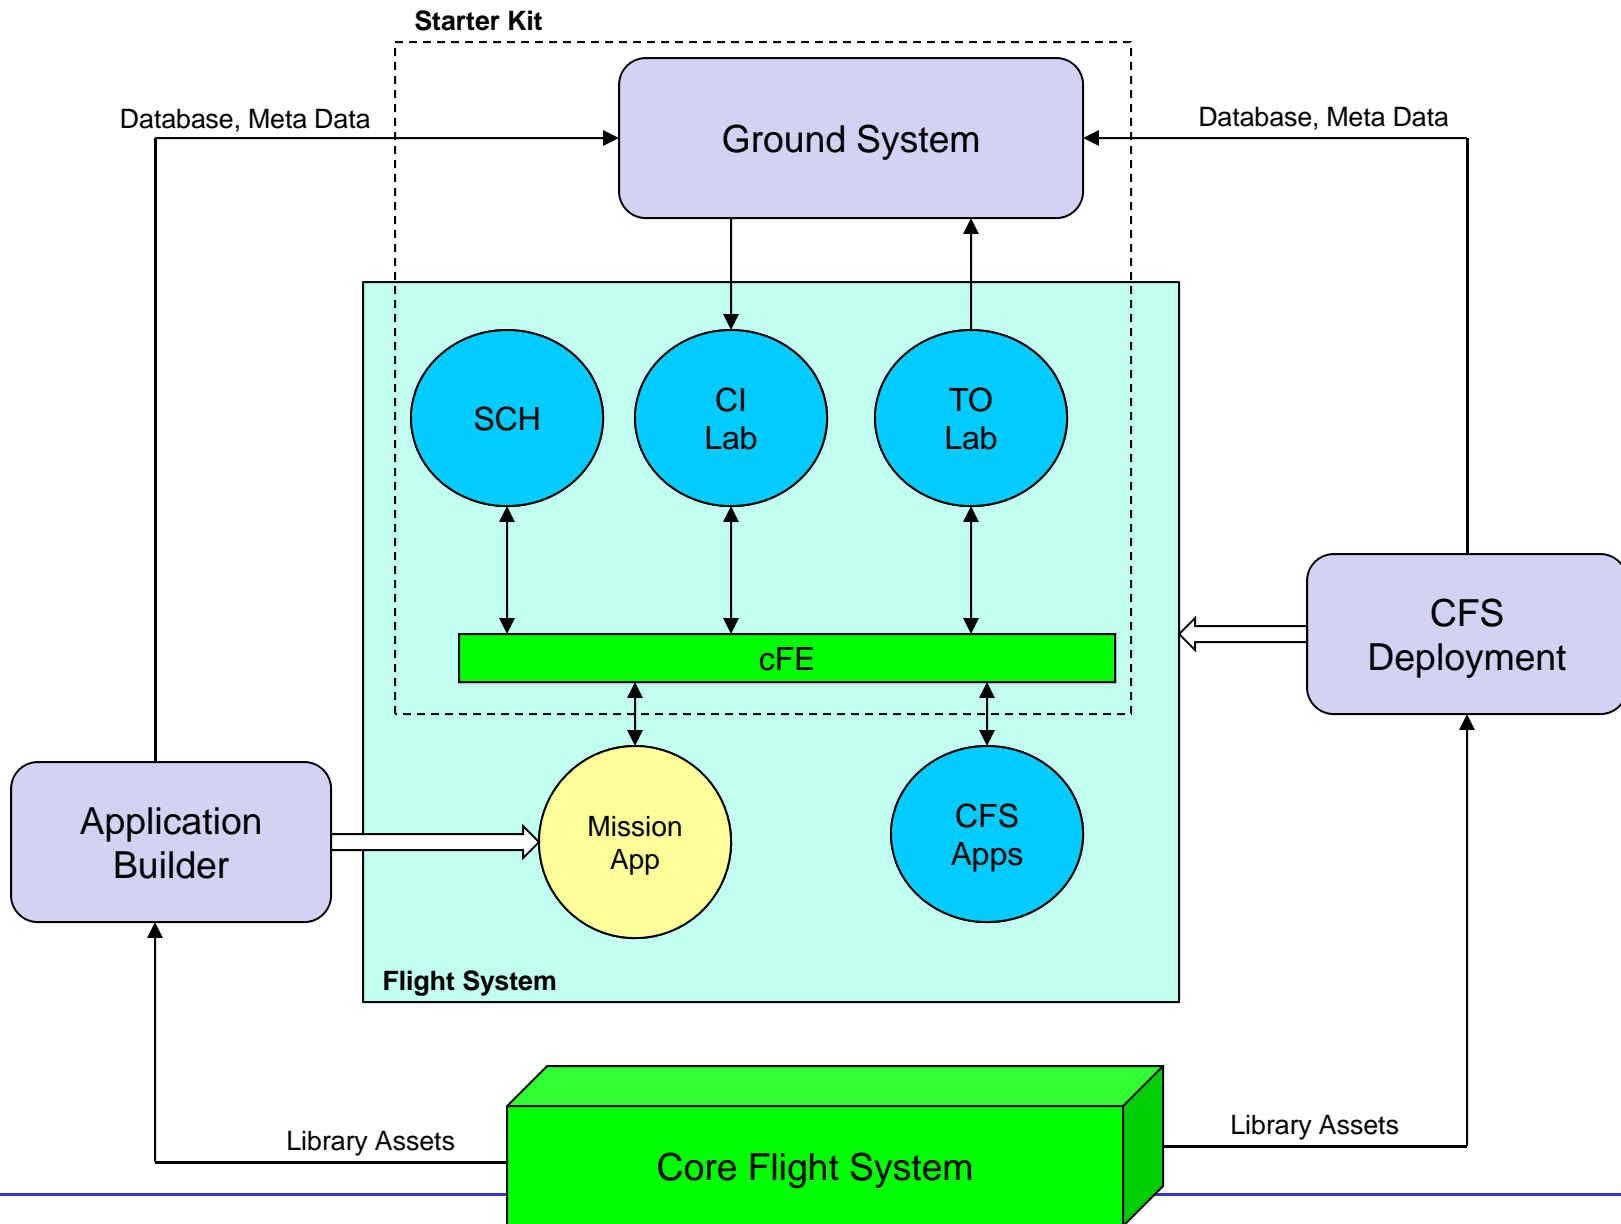 Starter Kit
Database, Meta Data
Database, Meta Data
Ground System
SCH
CI
Lab
TO
Lab
cFE
CFS
Deployment
Application
Builder
Mission
App
CFS
Apps
Flight System
Library Assets
Library Assets
Core Flight System